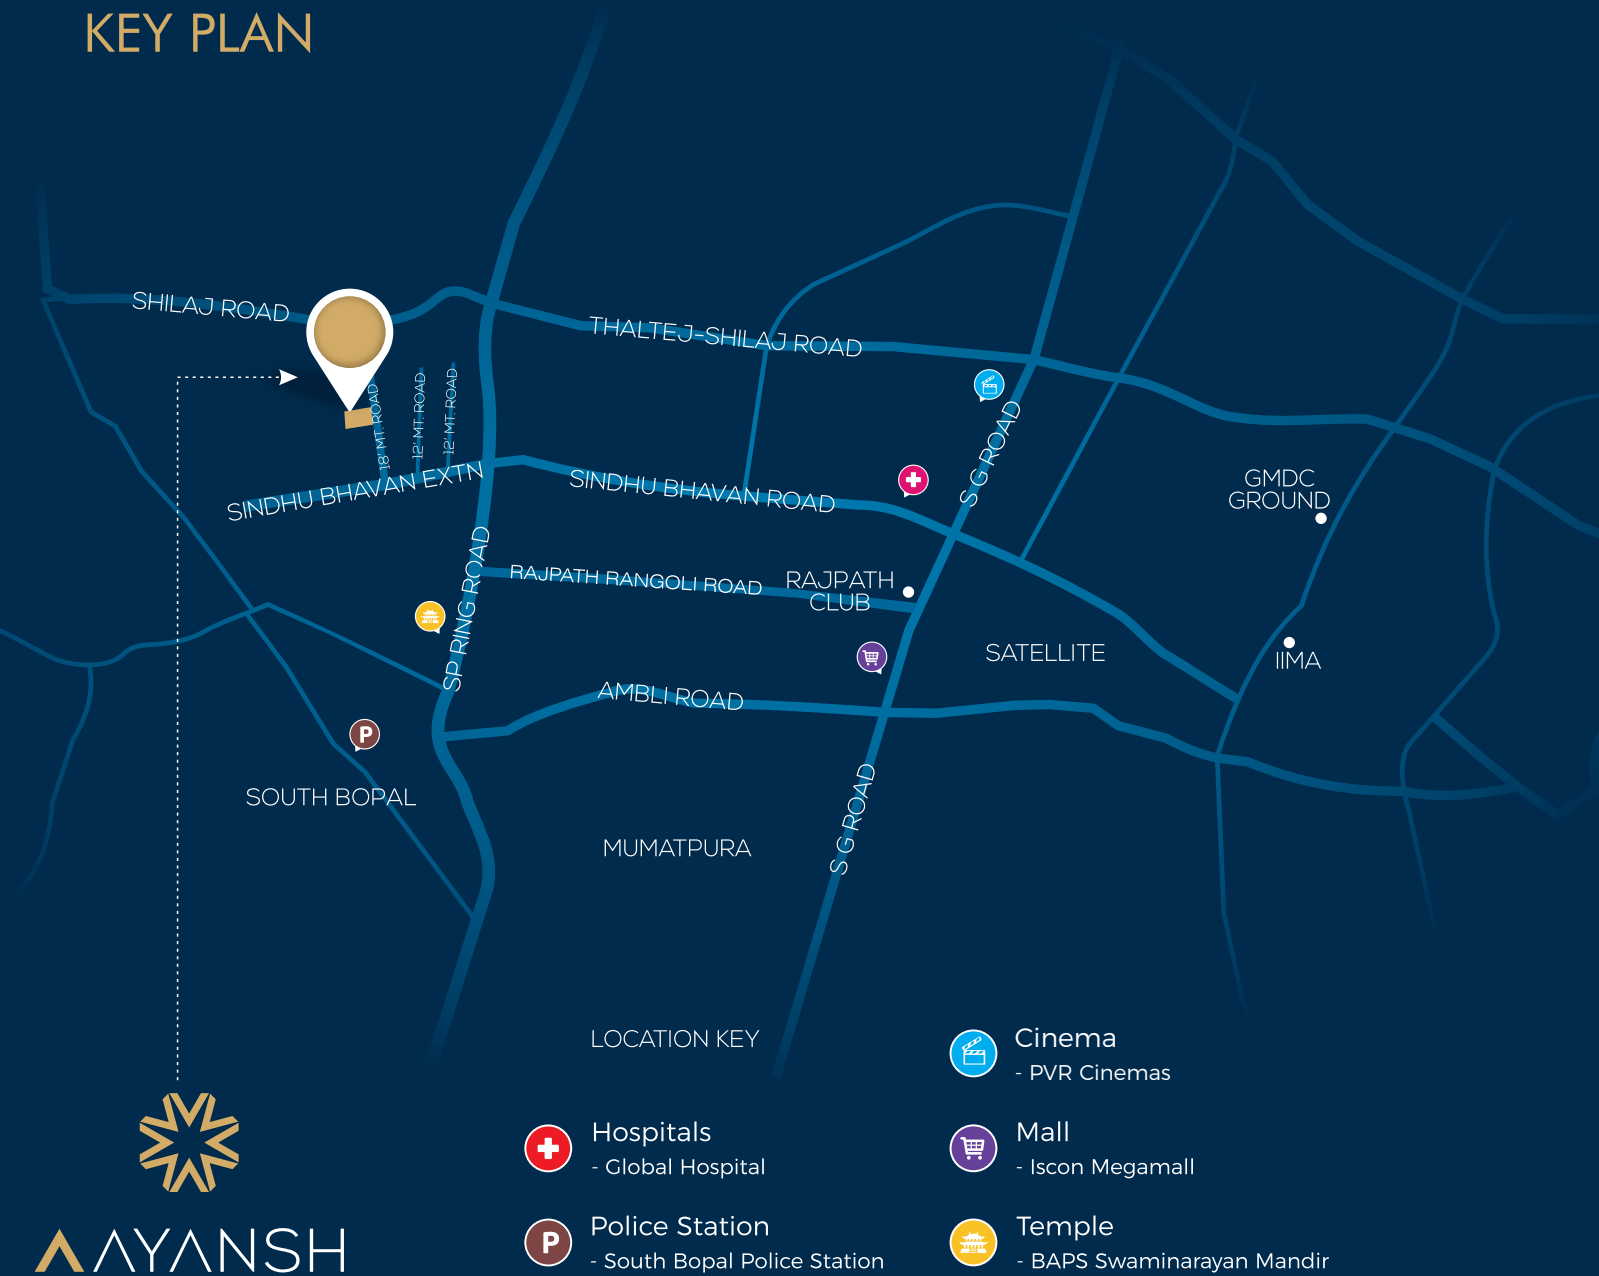 KEY PLAN
SHILAJ ROAD
THALTEJ-SHILAJ ROAD
18' MT. ROAD
12' MT. ROAD
12' MT. ROAD
S G ROAD
SINDHU BHAVAN EXTN
SINDHU BHAVAN ROAD
GMDC
GROUND
SP RING ROAD
RAJPATH RANGOLI ROAD
RAJPATH
CLUB
SATELLITE
IIMA
AMBLI ROAD
SOUTH BOPAL
S G ROAD
MUMATPURA
LOCATION KEY
Cinema
- PVR Cinemas
Hospitals
- Global Hospital
Mall
- Iscon Megamall
P
Police Station
- South Bopal Police Station
Temple
- BAPS Swaminarayan Mandir
P
AAYANSH